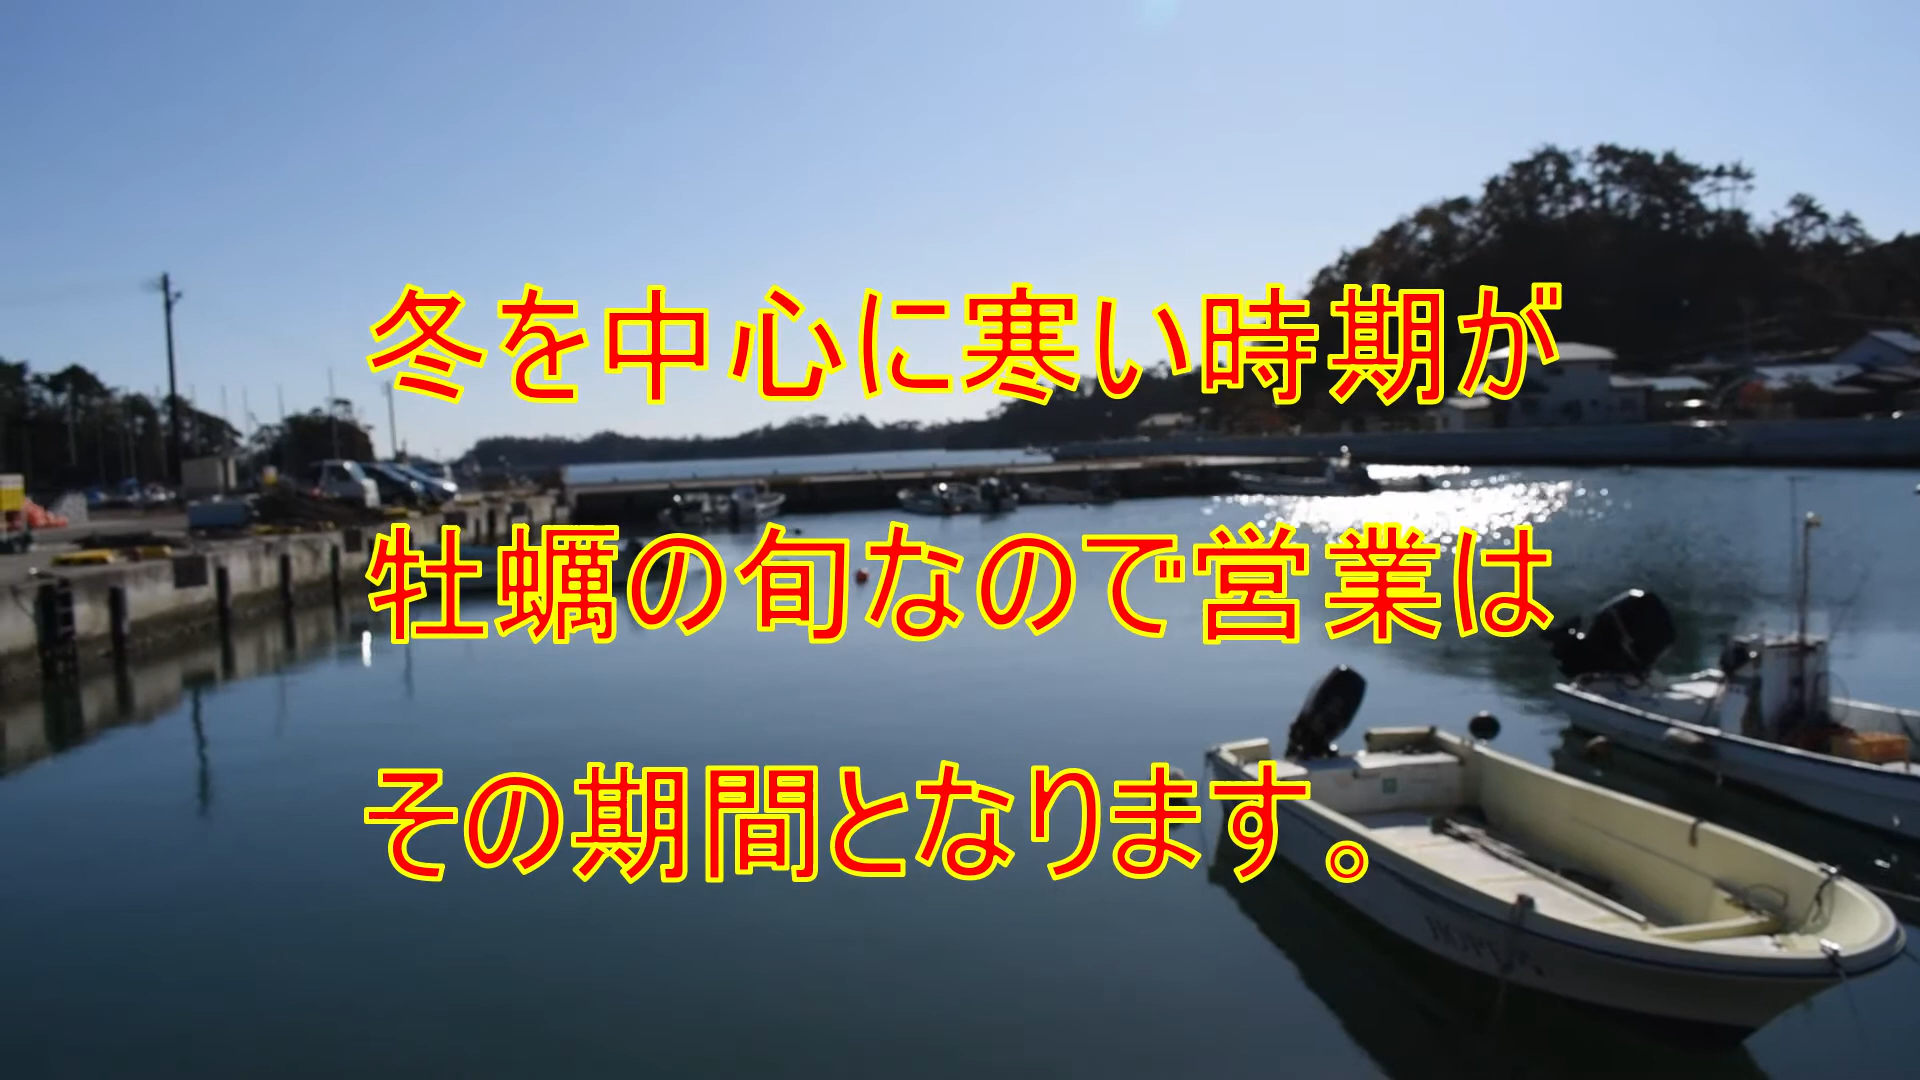 冬を中心に寒い時期が
牡蠣の旬なので営業は
その期間となります。